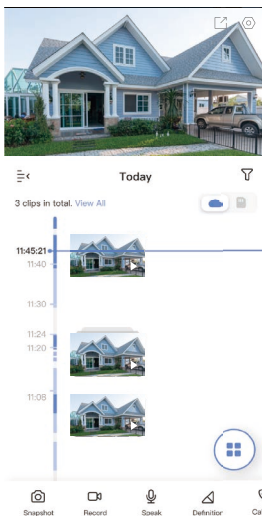 Today
3 clips in total. View All
11:45:21
11:40
11:30
11:24
11:20
11:08
Snapshot
Record
Speak
Definition
Cal